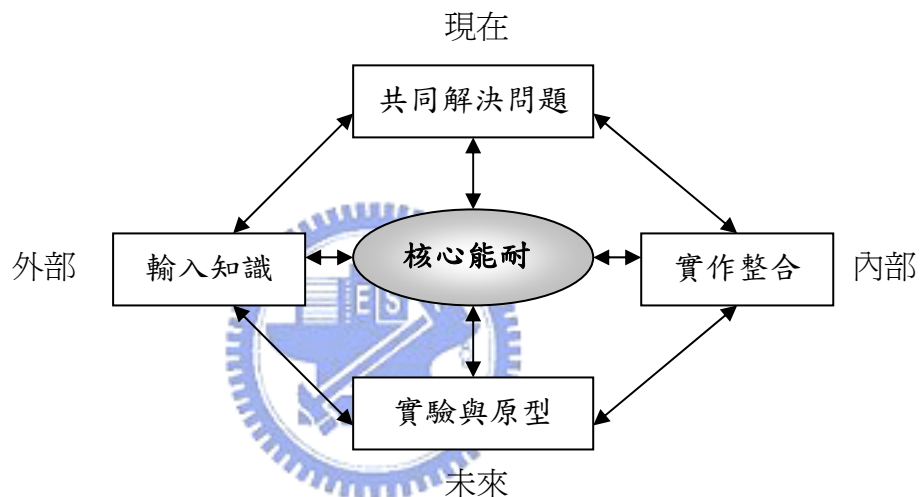 現在
共同解決問題
外部
輸入知識
核心能耐
實作整合
內部
ES
實驗與原型
未來